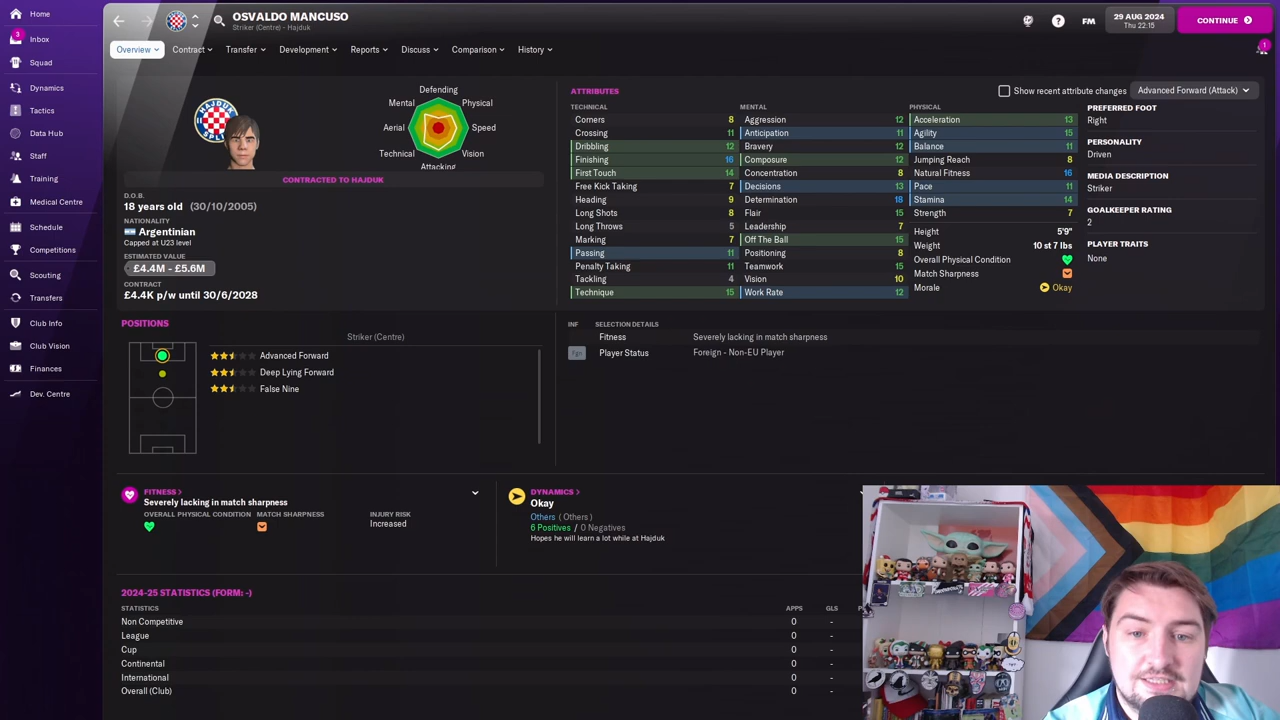 Home
3
Inbox
Squad
Dynamics
Tactics
Data Hub
Staff
Training
Medical Centre
Schedule
Competitions
Scouting
Transfers
Club Info
Club Vision
Finances
Dev. Centre
OSVALDO MANCUSO
Striker (Centre) - Hajduk
FM
29 AUG 2024
Thu 22:15
CONTINUE
1
Overview
Contract
Transfer
Development
Reports
Discuss
Comparison
History
HAJDUK
SPLIT
Defending
Mental
Physical
Aerial
Speed
Technical
Vision
Attacking
CONTRACTED TO HAJDUK
D.O.B.
18 years old (30/10/2005)
NATIONALITY
Argentinian
Capped at U23 level
ESTIMATED VALUE
£4.4M - £5.6M
CONTRACT
£4.4K p/w until 30/6/2028
ATTRIBUTES
Show recent attribute changes
Advanced Forward (Attack)
TECHNICAL
Corners 8
Crossing 11
Dribbling 12
Finishing 16
First Touch 14
Free Kick Taking 7
Heading 9
Long Shots 8
Long Throws 5
Marking 7
Passing 11
Penalty Taking 11
Tackling 4
Technique 15
MENTAL
Aggression 12
Anticipation 11
Bravery 12
Composure 12
Concentration 8
Decisions 13
Determination 18
Flair 15
Leadership 7
Off The Ball 15
Positioning 8
Teamwork 15
Vision 10
Work Rate 12
PHYSICAL
Acceleration 13
Agility 15
Balance 11
Jumping Reach 8
Natural Fitness 16
Pace 11
Stamina 14
Strength 7
Height 5'9"
Weight 10 st 7 lbs
Overall Physical Condition
Match Sharpness
Morale Okay
PREFERRED FOOT
Right
PERSONALITY
Driven
MEDIA DESCRIPTION
Striker
GOALKEEPER RATING
2
PLAYER TRAITS
None
POSITIONS
Striker (Centre)
Advanced Forward
Deep Lying Forward
False Nine
INF SELECTION DETAILS
Fitness Severely lacking in match sharpness
Fgn Player Status Foreign - Non-EU Player
FITNESS >
Severely lacking in match sharpness
OVERALL PHYSICAL CONDITION MATCH SHARPNESS INJURY RISK
Increased
DYNAMICS >
Okay
Others ( Others )
6 Positives / 0 Negatives
Hopes he will learn a lot while at Hajduk
2024-25 STATISTICS (FORM: -)
STATISTICS APPS GLS
Non Competitive 0 -
League 0 -
Cup 0 -
Continental 0 -
International 0 -
Overall (Club) 0 -